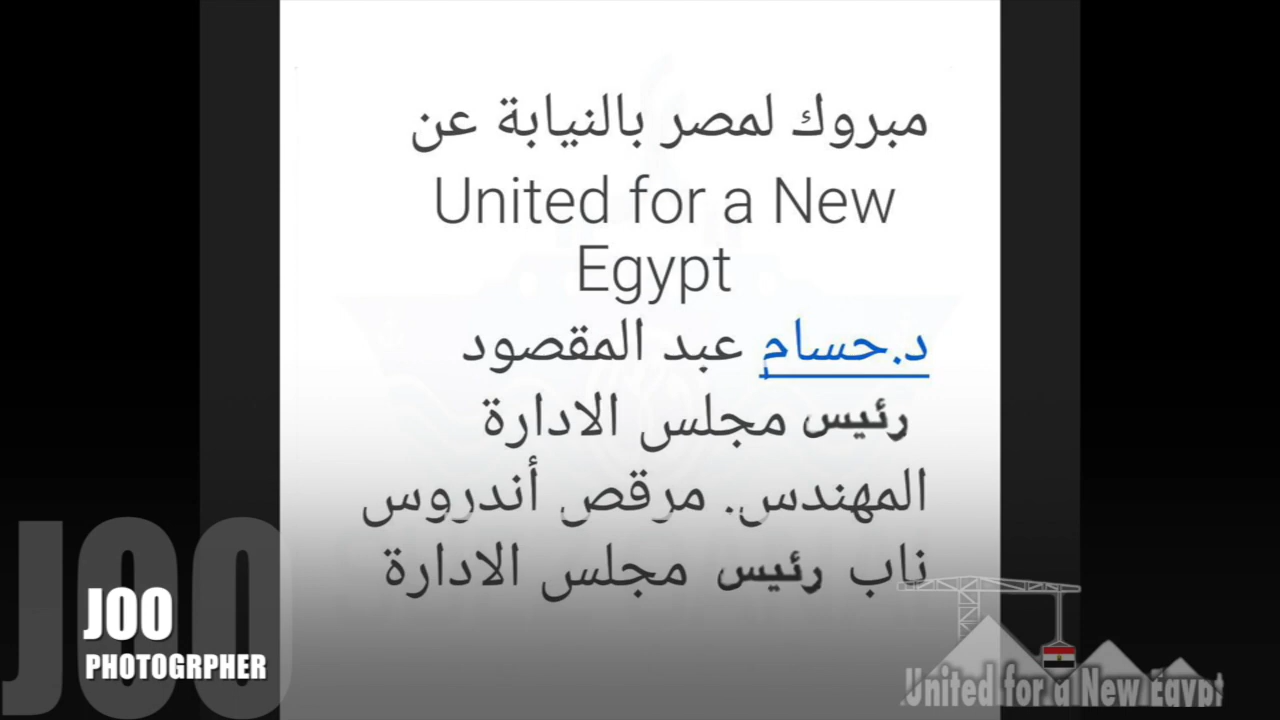 مبروك لمصر بالنيابة عن
United for a New
Egypt
د.حسام عبد المقصود
رئيس مجلس الادارة
المهندس. مرقص أندروس
ناب رئيس مجلس الادارة
JOO
JOO
PHOTOGRPHER
United for a New Egypt